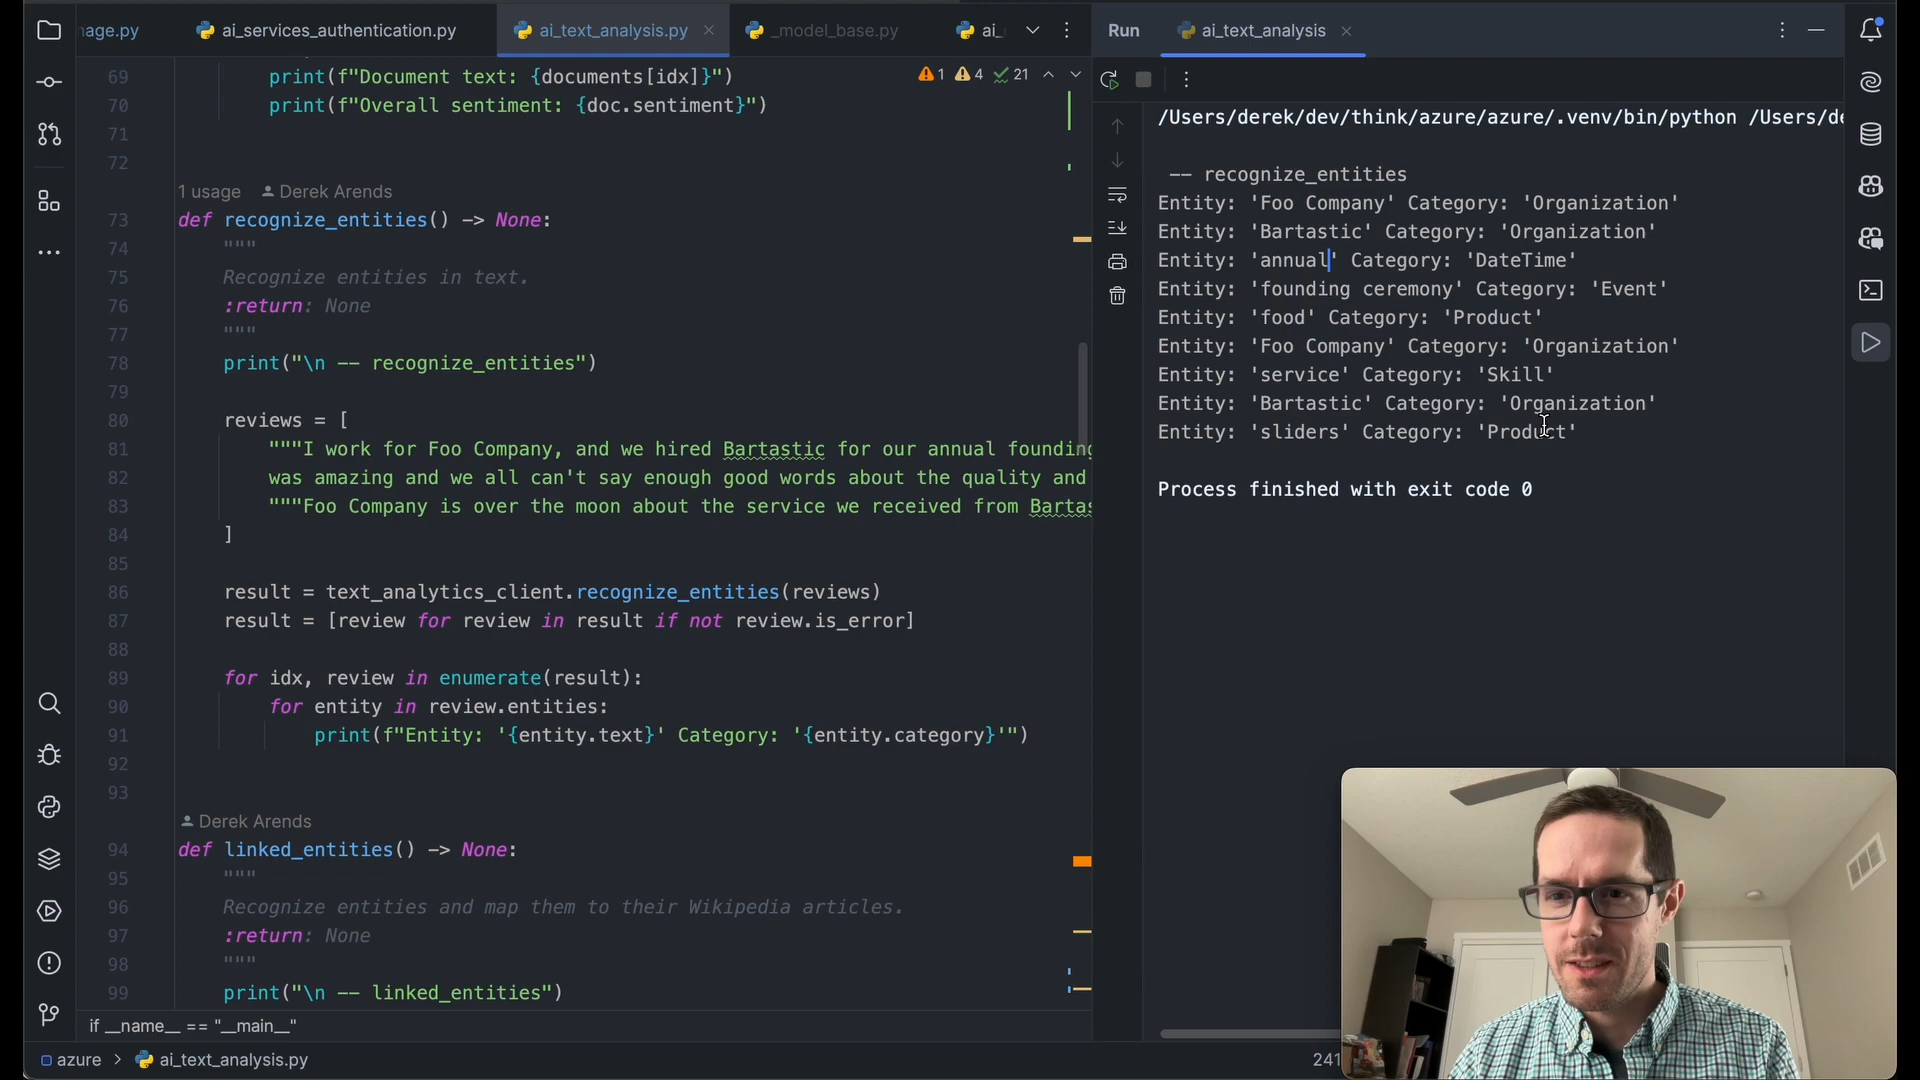 nage.py
ai_services_authentication.py
ai_text_analysis.py
_model_base.py
ai_
Run
ai_text_analysis
69 print(f"Document text: {documents[idx]}")
70 print(f"Overall sentiment: {doc.sentiment}")
1 4 21
71
72
1 usage Derek Arends
73 def recognize_entities() -> None:
74 """
75 Recognize entities in text.
76 :return: None
77 """
78 print("\n -- recognize_entities")
79
80 reviews = [
81 """I work for Foo Company, and we hired Bartastic for our annual founding
82 was amazing and we all can't say enough good words about the quality and
83 """Foo Company is over the moon about the service we received from Bartas
84 ]
85
86 result = text_analytics_client.recognize_entities(reviews)
87 result = [review for review in result if not review.is_error]
88
89 for idx, review in enumerate(result):
90 for entity in review.entities:
91 print(f"Entity: '{entity.text}' Category: '{entity.category}'")
92
93
Derek Arends
94 def linked_entities() -> None:
95 """
96 Recognize entities and map them to their Wikipedia articles.
97 :return: None
98 """
99 print("\n -- linked_entities")
if __name__ == "__main__"
azure > ai_text_analysis.py
241
/Users/derek/dev/think/azure/azure/.venv/bin/python /Users/de
-- recognize_entities
Entity: 'Foo Company' Category: 'Organization'
Entity: 'Bartastic' Category: 'Organization'
Entity: 'annual' Category: 'DateTime'
Entity: 'founding ceremony' Category: 'Event'
Entity: 'food' Category: 'Product'
Entity: 'Foo Company' Category: 'Organization'
Entity: 'service' Category: 'Skill'
Entity: 'Bartastic' Category: 'Organization'
Entity: 'sliders' Category: 'Product'
Process finished with exit code 0